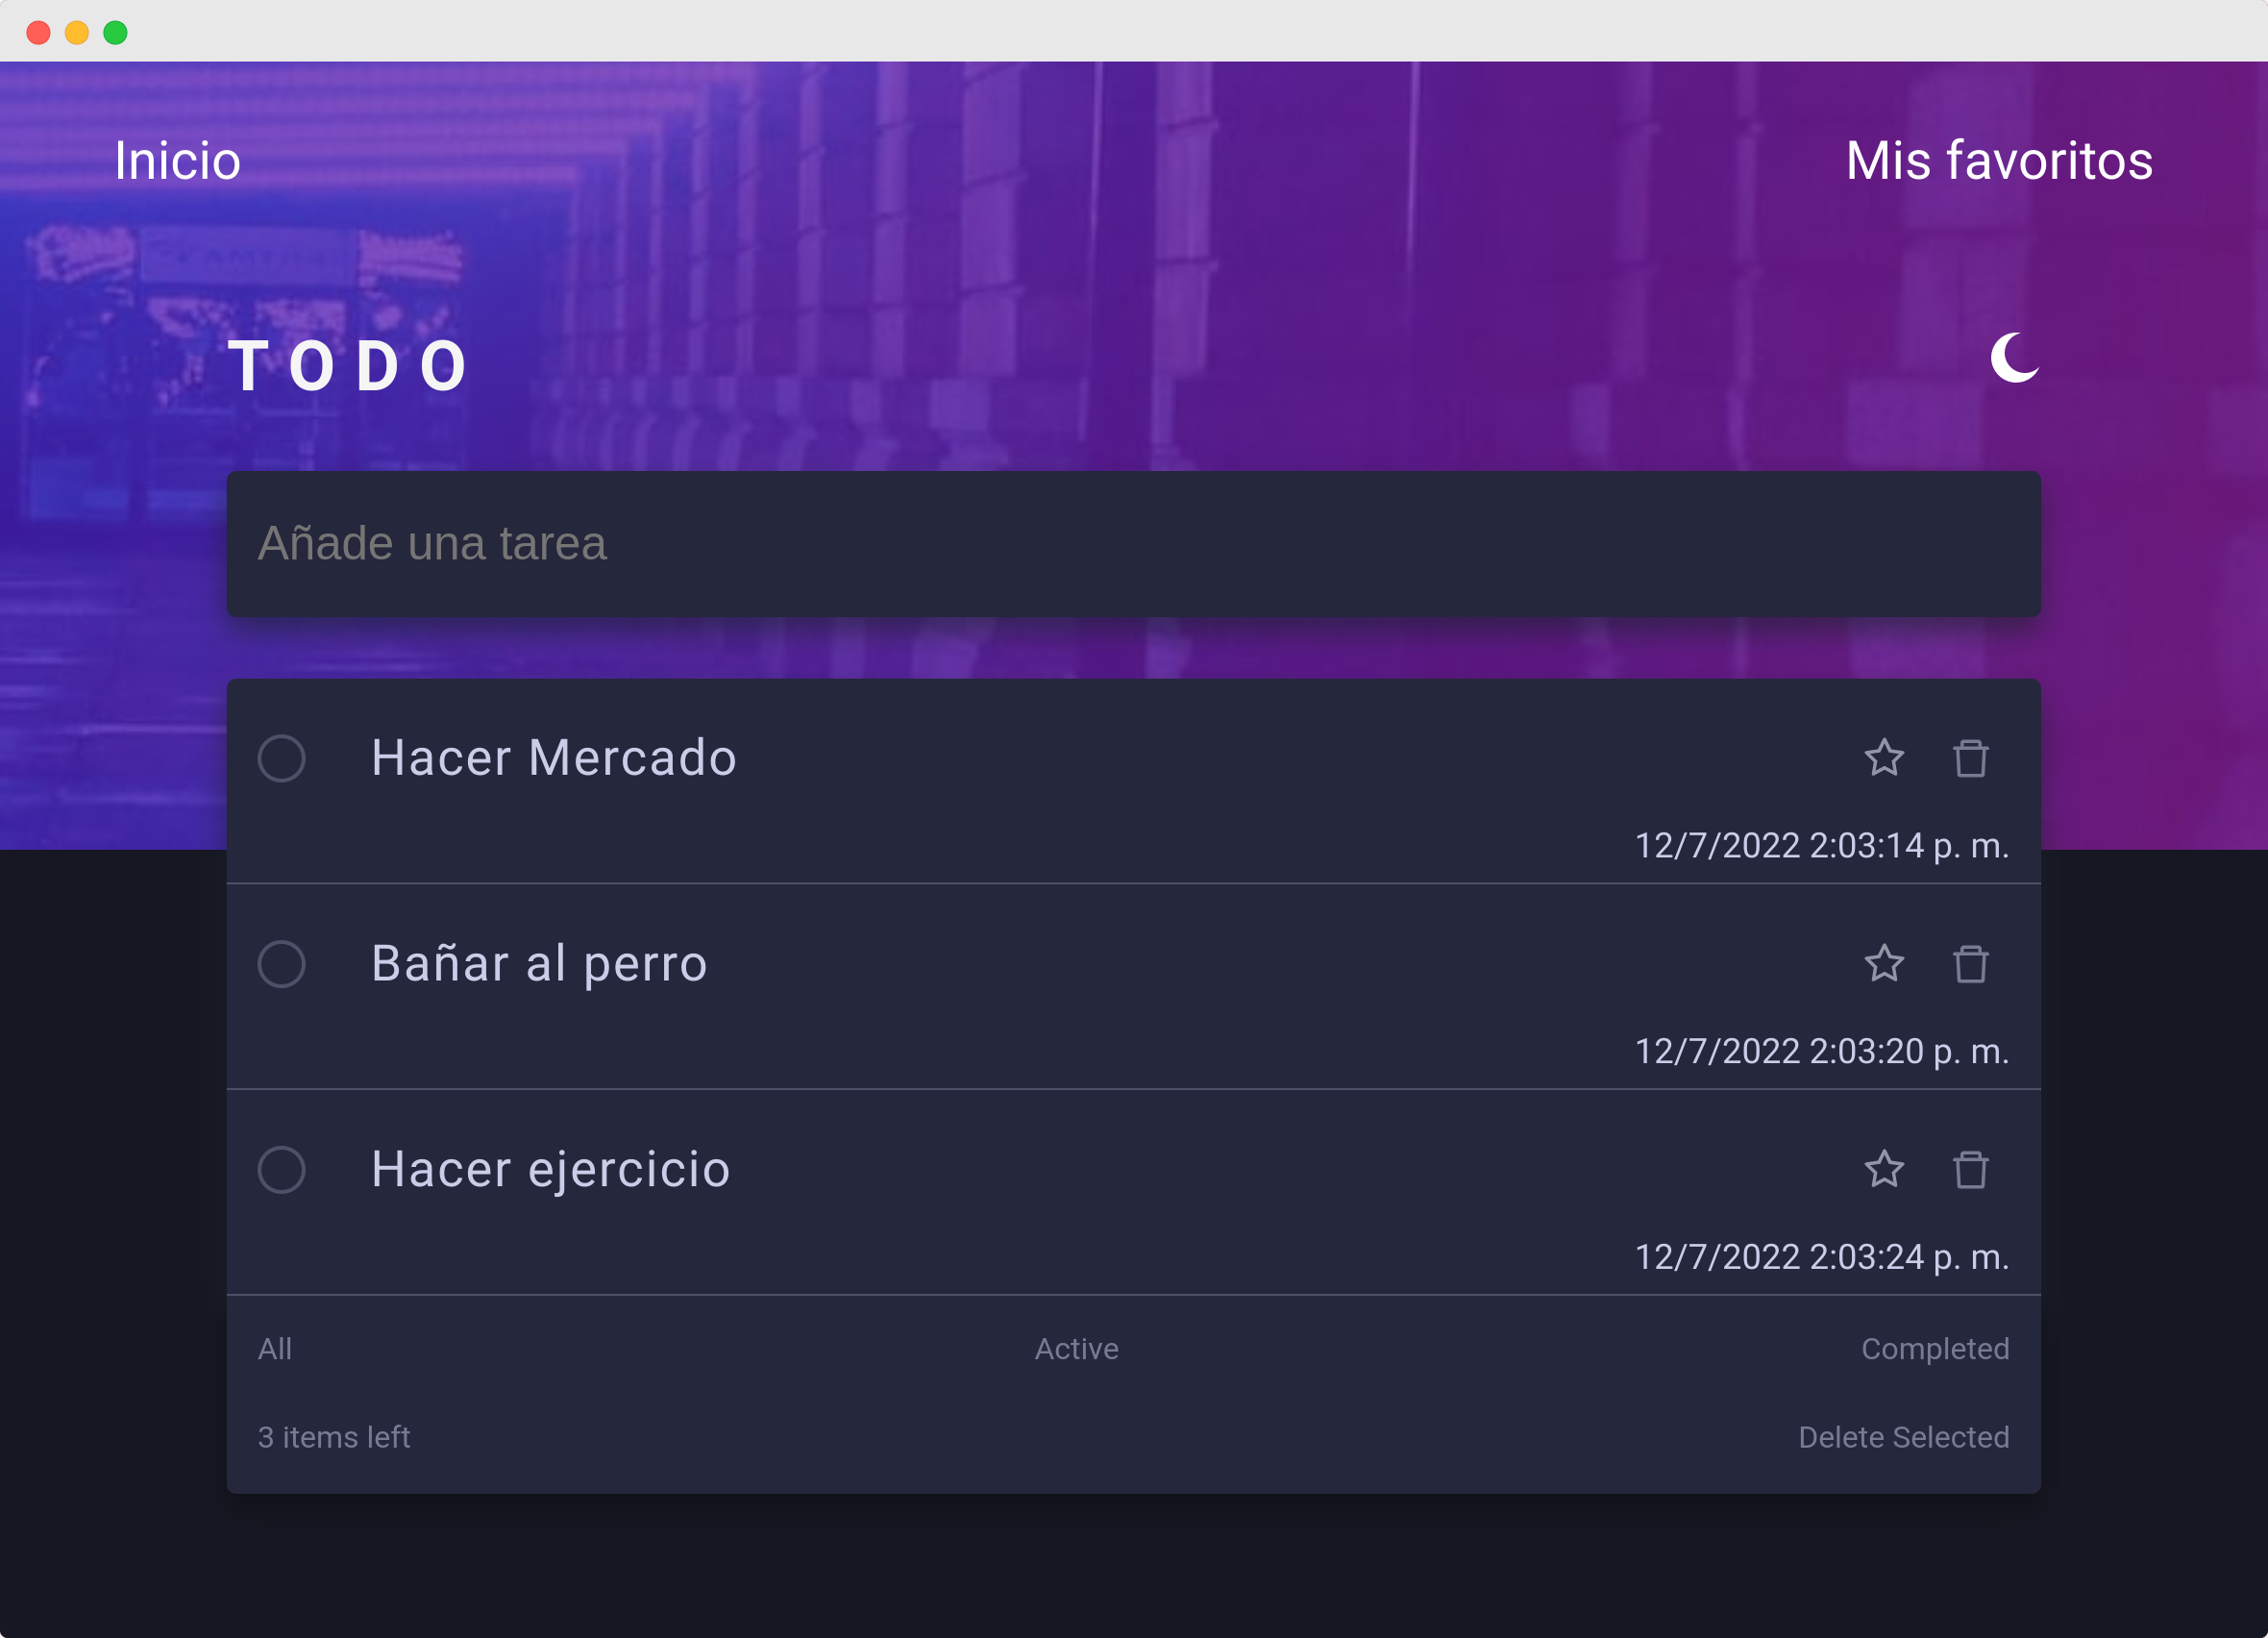 Inicio Mis favoritos
TODO
Añade una tarea
Hacer Mercado
12/7/2022 2:03:14 p. m.
Bañar al perro
12/7/2022 2:03:20 p. m.
Hacer ejercicio
12/7/2022 2:03:24 p. m.
All Active Completed
3 items left Delete Selected